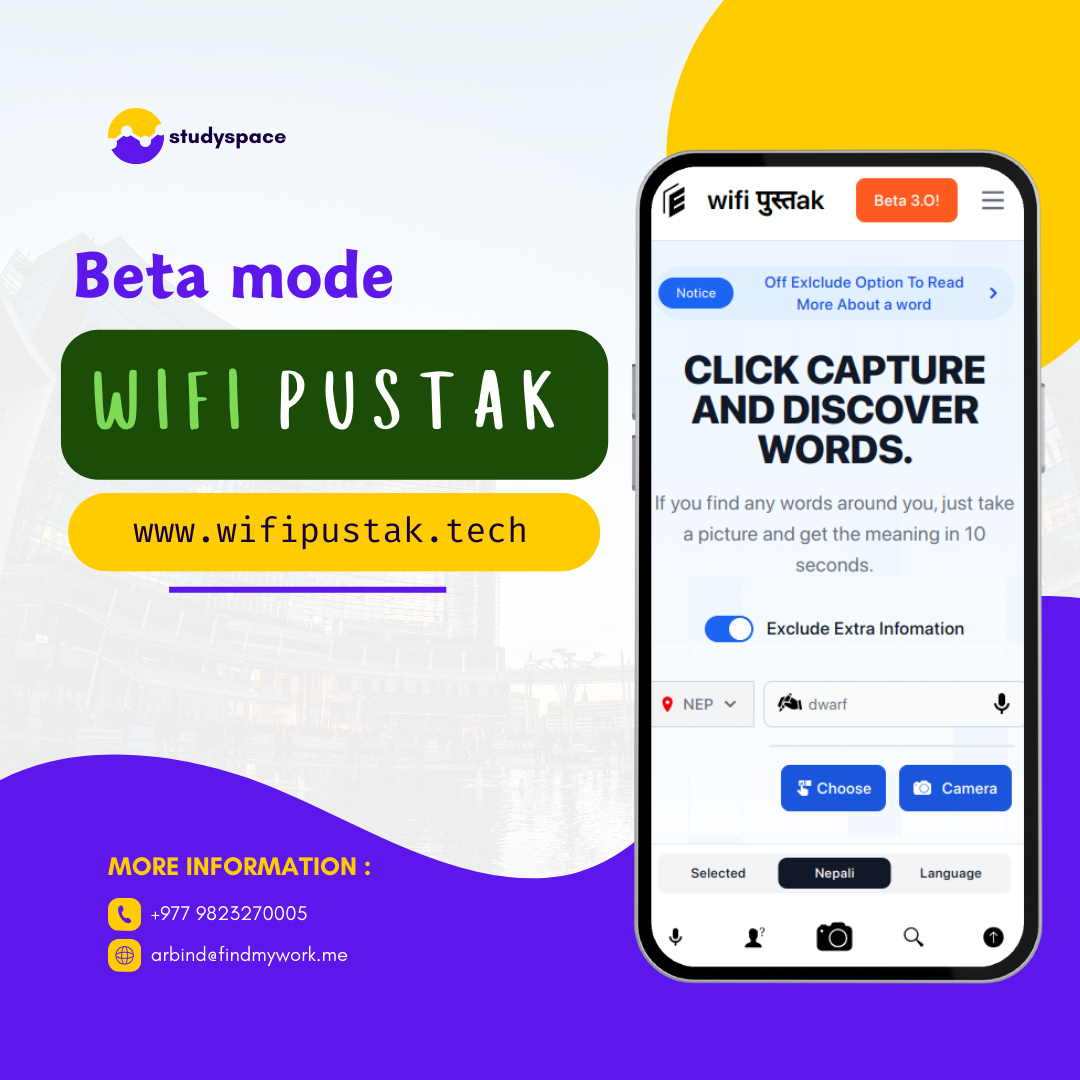 studyspace
Beta mode
WIFI PUSTAK
www.wifipustak.tech
MORE INFORMATION :
+977 9823270005
arbind@findmywork.me
wifi पुस्तak
Beta 3.O!
Notice
Off Exlclude Option To Read
More About a word
CLICK CAPTURE
AND DISCOVER
WORDS.
If you find any words around you, just take
a picture and get the meaning in 10
seconds.
Exclude Extra Infomation
NEP
dwarf
Choose
Camera
Selected
Nepali
Language